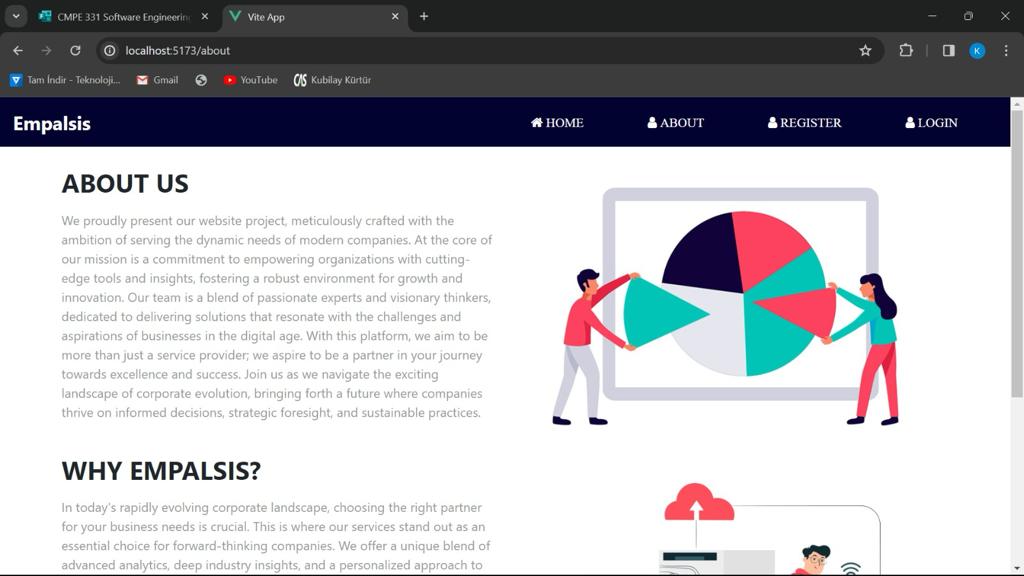 CMPE 331 Software Engineering
Vite App
localhost:5173/about
K
Tam İndir - Teknoloji...
Gmail
YouTube
Kubilay Kürtür
Empalsis
HOME
ABOUT
REGISTER
LOGIN
ABOUT US
We proudly present our website project, meticulously crafted with the
ambition of serving the dynamic needs of modern companies. At the core of
our mission is a commitment to empowering organizations with cutting-
edge tools and insights, fostering a robust environment for growth and
innovation. Our team is a blend of passionate experts and visionary thinkers,
dedicated to delivering solutions that resonate with the challenges and
aspirations of businesses in the digital age. With this platform, we aim to be
more than just a service provider; we aspire to be a partner in your journey
towards excellence and success. Join us as we navigate the exciting
landscape of corporate evolution, bringing forth a future where companies
thrive on informed decisions, strategic foresight, and sustainable practices.
WHY EMPALSIS?
In today's rapidly evolving corporate landscape, choosing the right partner
for your business needs is crucial. This is where our services stand out as an
essential choice for forward-thinking companies. We offer a unique blend of
advanced analytics, deep industry insights, and a personalized approach to